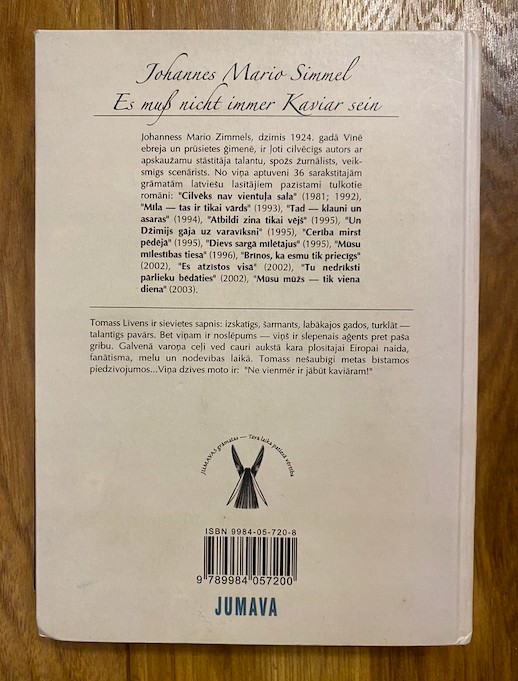 Johannes Mario Simmel
Es muß nicht immer Kaviar sein
Johanness Mario Zimmels, dzimis 1924. gadā Vīnē
ebreja un prūsietes ģimenē, ir ļoti cilvēcīgs autors ar
apskaužamu stāstītāja talantu, spožs žurnālists, veik-
smīgs scenārists. No viņa aptuveni 36 sarakstītajām
grāmatām latviešu lasītājiem pazīstami tulkotie
romāni: "Cilvēks nav vientuļa sala" (1981; 1992),
"Mīla — tas ir tikai vārds" (1993), "Tad — klauni un
asaras" (1994), "Atbildi zina tikai vējš" (1995), "Un
Džimijs gāja uz varavīksni" (1995), "Cerība mirst
pēdējā" (1995), "Dievs sargā mīlētājus" (1995), "Mūsu
mīlestības tiesa" (1996), "Brīnos, ka esmu tik priecīgs"
(2002), "Es atzīstos visā" (2002), "Tu nedrīksti
pārlieku bēdāties" (2002), "Mūsu mūžs — tik viena
diena" (2003).
Tomass Līvens ir sievietes sapnis: izskatīgs, šarmants, labākajos gados, turklāt —
talantīgs pavārs. Bet viņam ir noslēpums — viņš ir slepenais aģents pret paša
gribu. Galvenā varoņa ceļi ved cauri aukstā kara plosītajai Eiropai naida,
fanātisma, melu un nodevības laikā. Tomass nešaubīgi metas bīstamos
piedzīvojumos...Viņa dzīves moto ir: "Ne vienmēr ir jābūt kaviāram!"
JUMAVAS grāmatas — Tava laika patiesā vērtība
ISBN 9984-05-720-8
9 789984 057200
JUMAVA